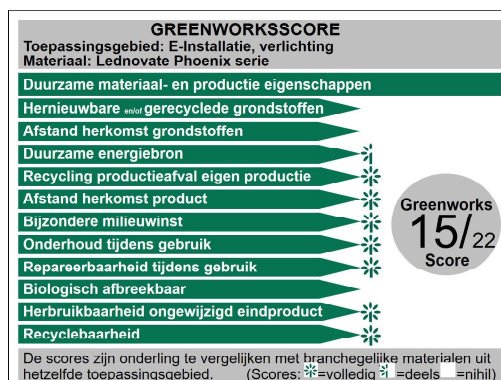 GREENWORKSSCORE
Toepassingsgebied: E-Installatie, verlichting
Materiaal: Lednovate Phoenix serie
Duurzame materiaal- en productie eigenschappen
Hernieuwbare en/of gerecyclede grondstoffen
Afstand herkomst grondstoffen
Duurzame energiebron
Recycling productieafval eigen productie
Afstand herkomst product
Bijzondere milieuwinst
Onderhoud tijdens gebruik
Repareerbaarheid tijdens gebruik
Biologisch afbreekbaar
Herbruikbaarheid ongewijzigd eindproduct
Recyclebaarheid
Greenworks
15/22
Score
De scores zijn onderling te vergelijken met branchegelijke materialen uit
hetzelfde toepassingsgebied. (Scores: =volledig =deels =nihil)